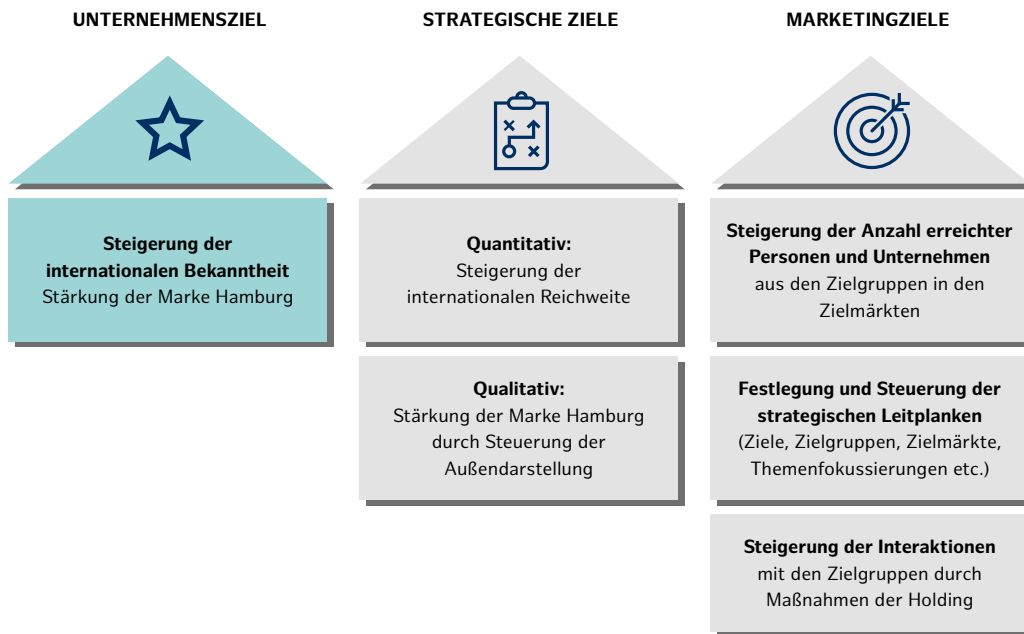 UNTERNEHMENSZIEL
Steigerung der
internationalen Bekanntheit
Stärkung der Marke Hamburg
STRATEGISCHE ZIELE
Quantitativ:
Steigerung der
internationalen Reichweite
Qualitativ:
Stärkung der Marke Hamburg
durch Steuerung der
Außendarstellung
MARKETINGZIELE
Steigerung der Anzahl erreichter
Personen und Unternehmen
aus den Zielgruppen in den
Zielmärkten
Festlegung und Steuerung der
strategischen Leitplanken
(Ziele, Zielgruppen, Zielmärkte,
Themenfokussierungen etc.)
Steigerung der Interaktionen
mit den Zielgruppen durch
Maßnahmen der Holding